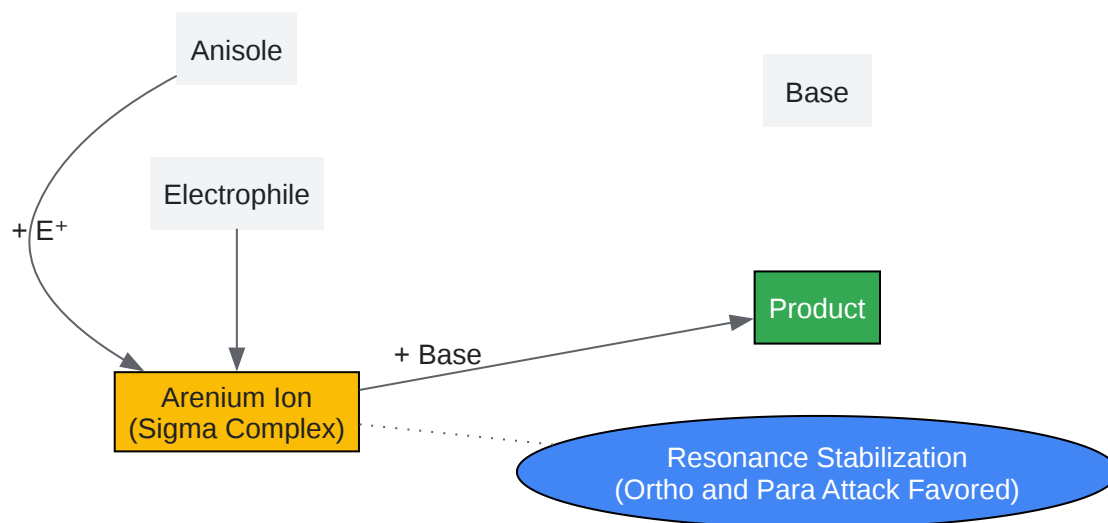 Anisole
Base
Electrophile
+ E⁺
Product
+ Base
Arenium Ion
(Sigma Complex)
Resonance Stabilization
(Ortho and Para Attack Favored)